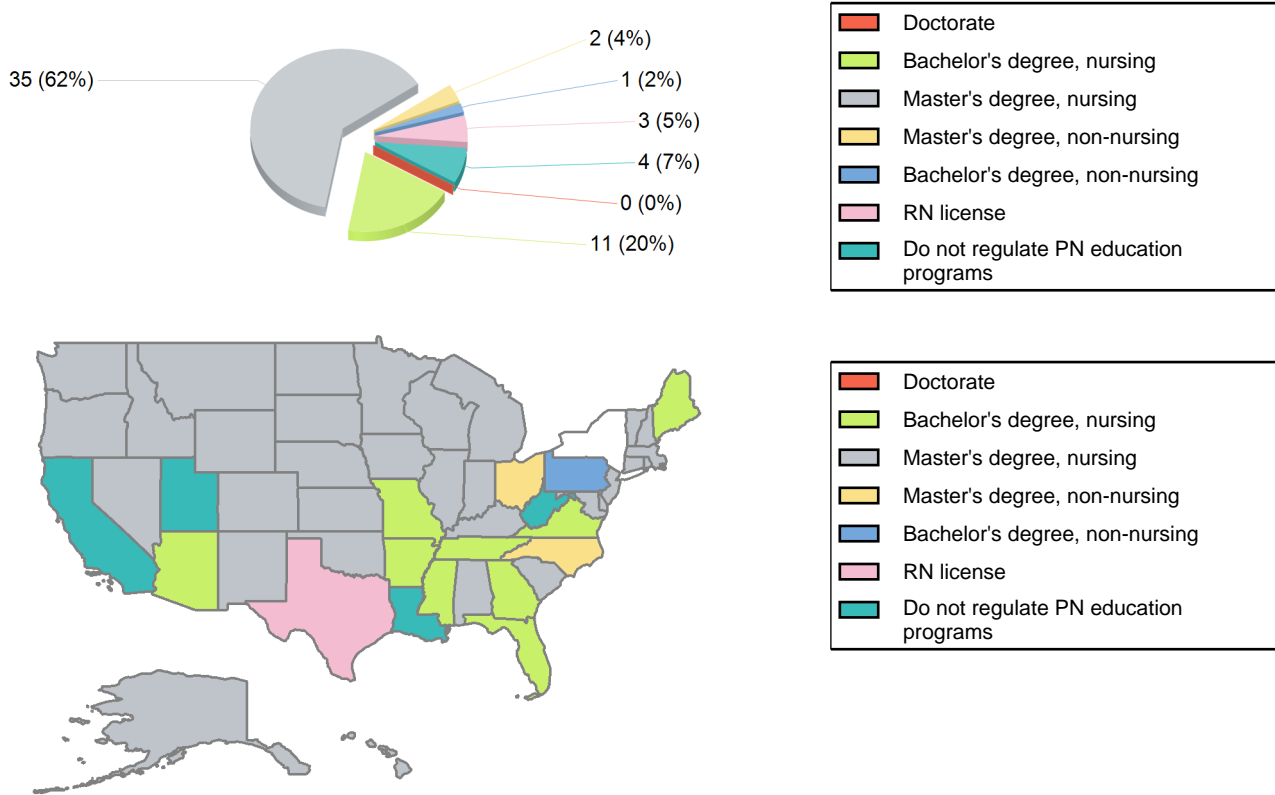 35 (62%)
2 (4%)
1 (2%)
3 (5%)
4 (7%)
0 (0%)
11 (20%)
Doctorate
Bachelor's degree, nursing
Master's degree, nursing
Master's degree, non-nursing
Bachelor's degree, non-nursing
RN license
Do not regulate PN education
programs
Doctorate
Bachelor's degree, nursing
Master's degree, nursing
Master's degree, non-nursing
Bachelor's degree, non-nursing
RN license
Do not regulate PN education
programs